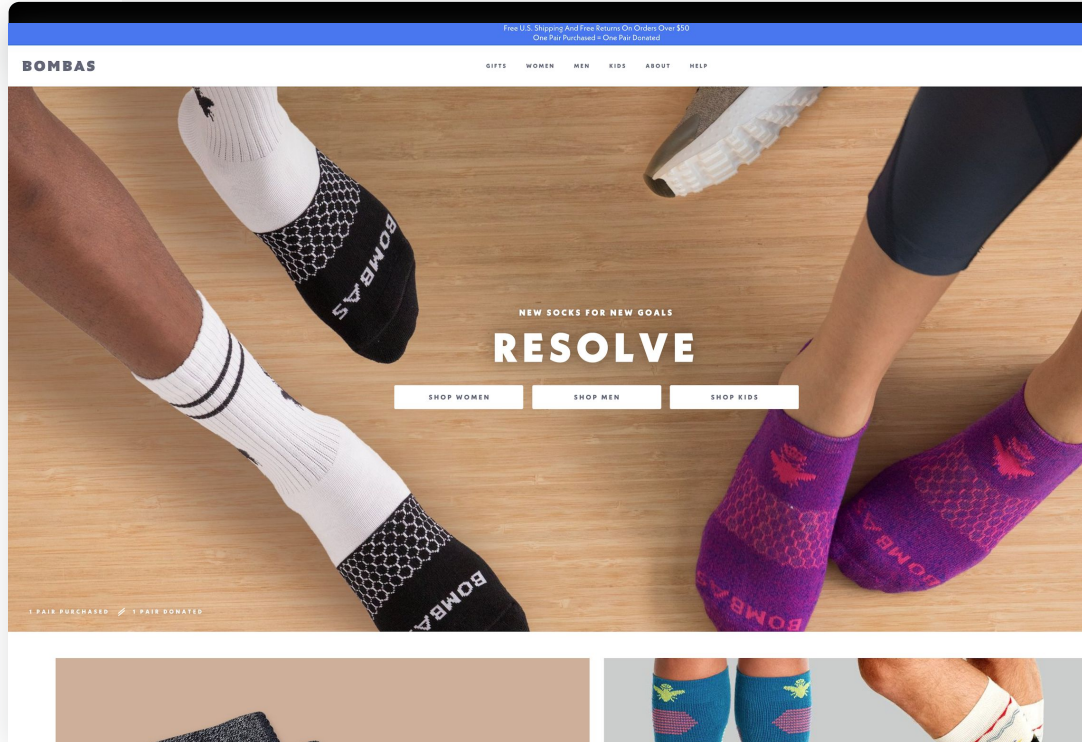 Free U.S. Shipping And Free Returns On Orders Over $50
One Pair Purchased = One Pair Donated
BOMBAS
GIFTS WOMEN MEN KIDS ABOUT HELP
BOMBAS
NEW SOCKS FOR NEW GOALS
RESOLVE
SHOP WOMEN SHOP MEN SHOP KIDS
BOMBAS
BOMBAS
BOMBAS
1 PAIR PURCHASED 1 PAIR DONATED